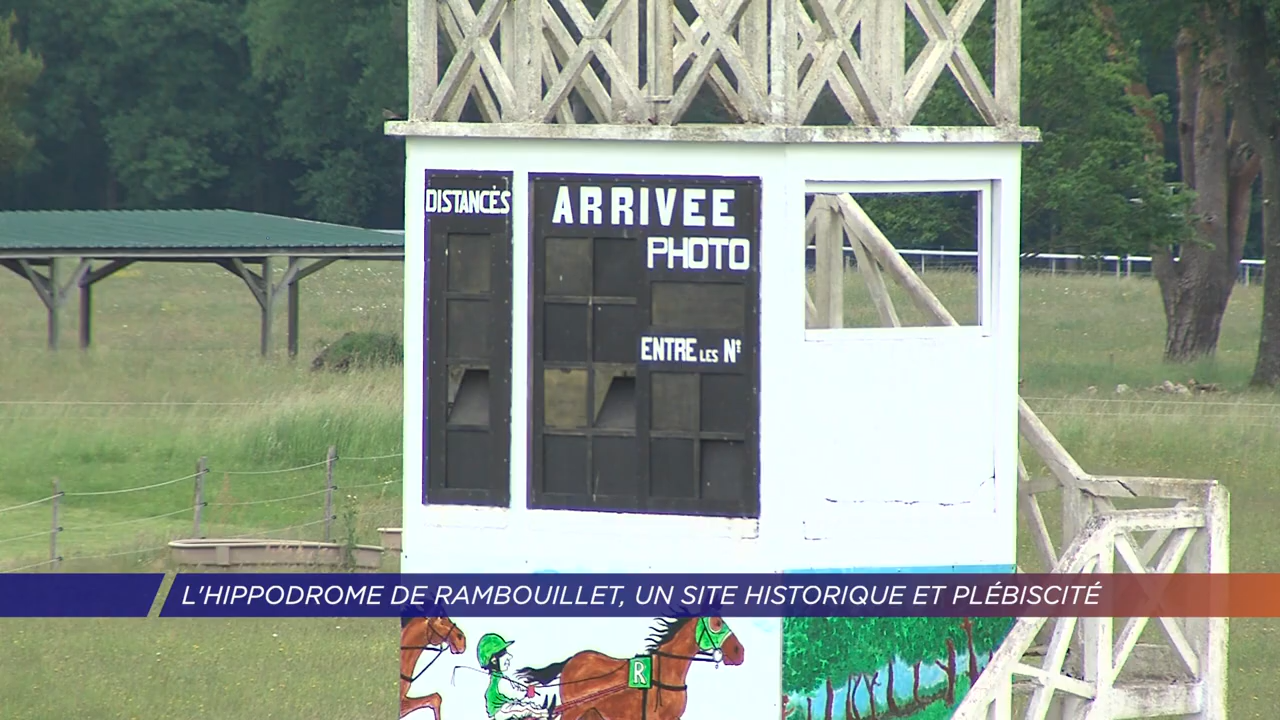 DISTANCES
ARRIVEE
PHOTO
ENTRE LES Nº
L'HIPPODROME DE RAMBOUILLET, UN SITE HISTORIQUE ET PLÉBISCITÉ
R